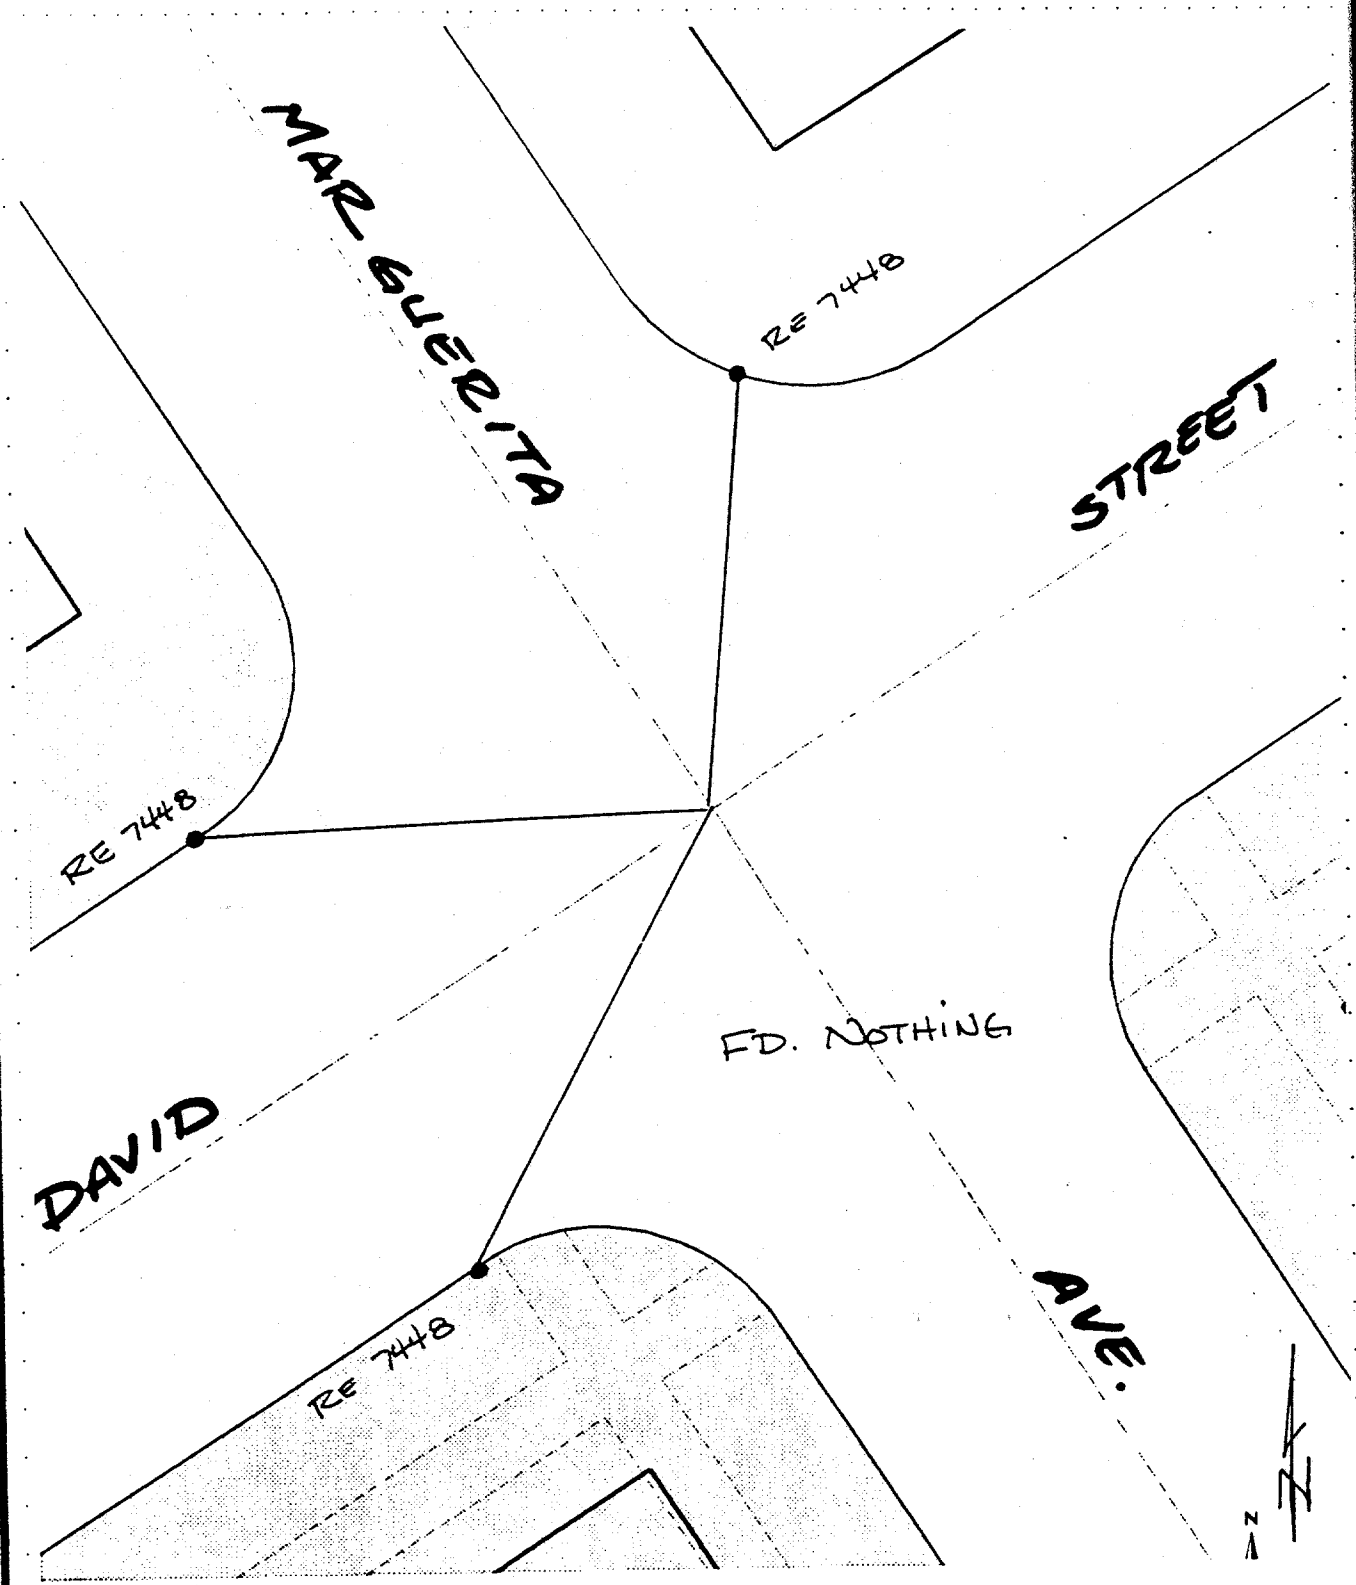 MARGUERITA
RE 7448
STREET
RE 7448
FD. NOTHING
DAVID
RE 7448
AVE.
N